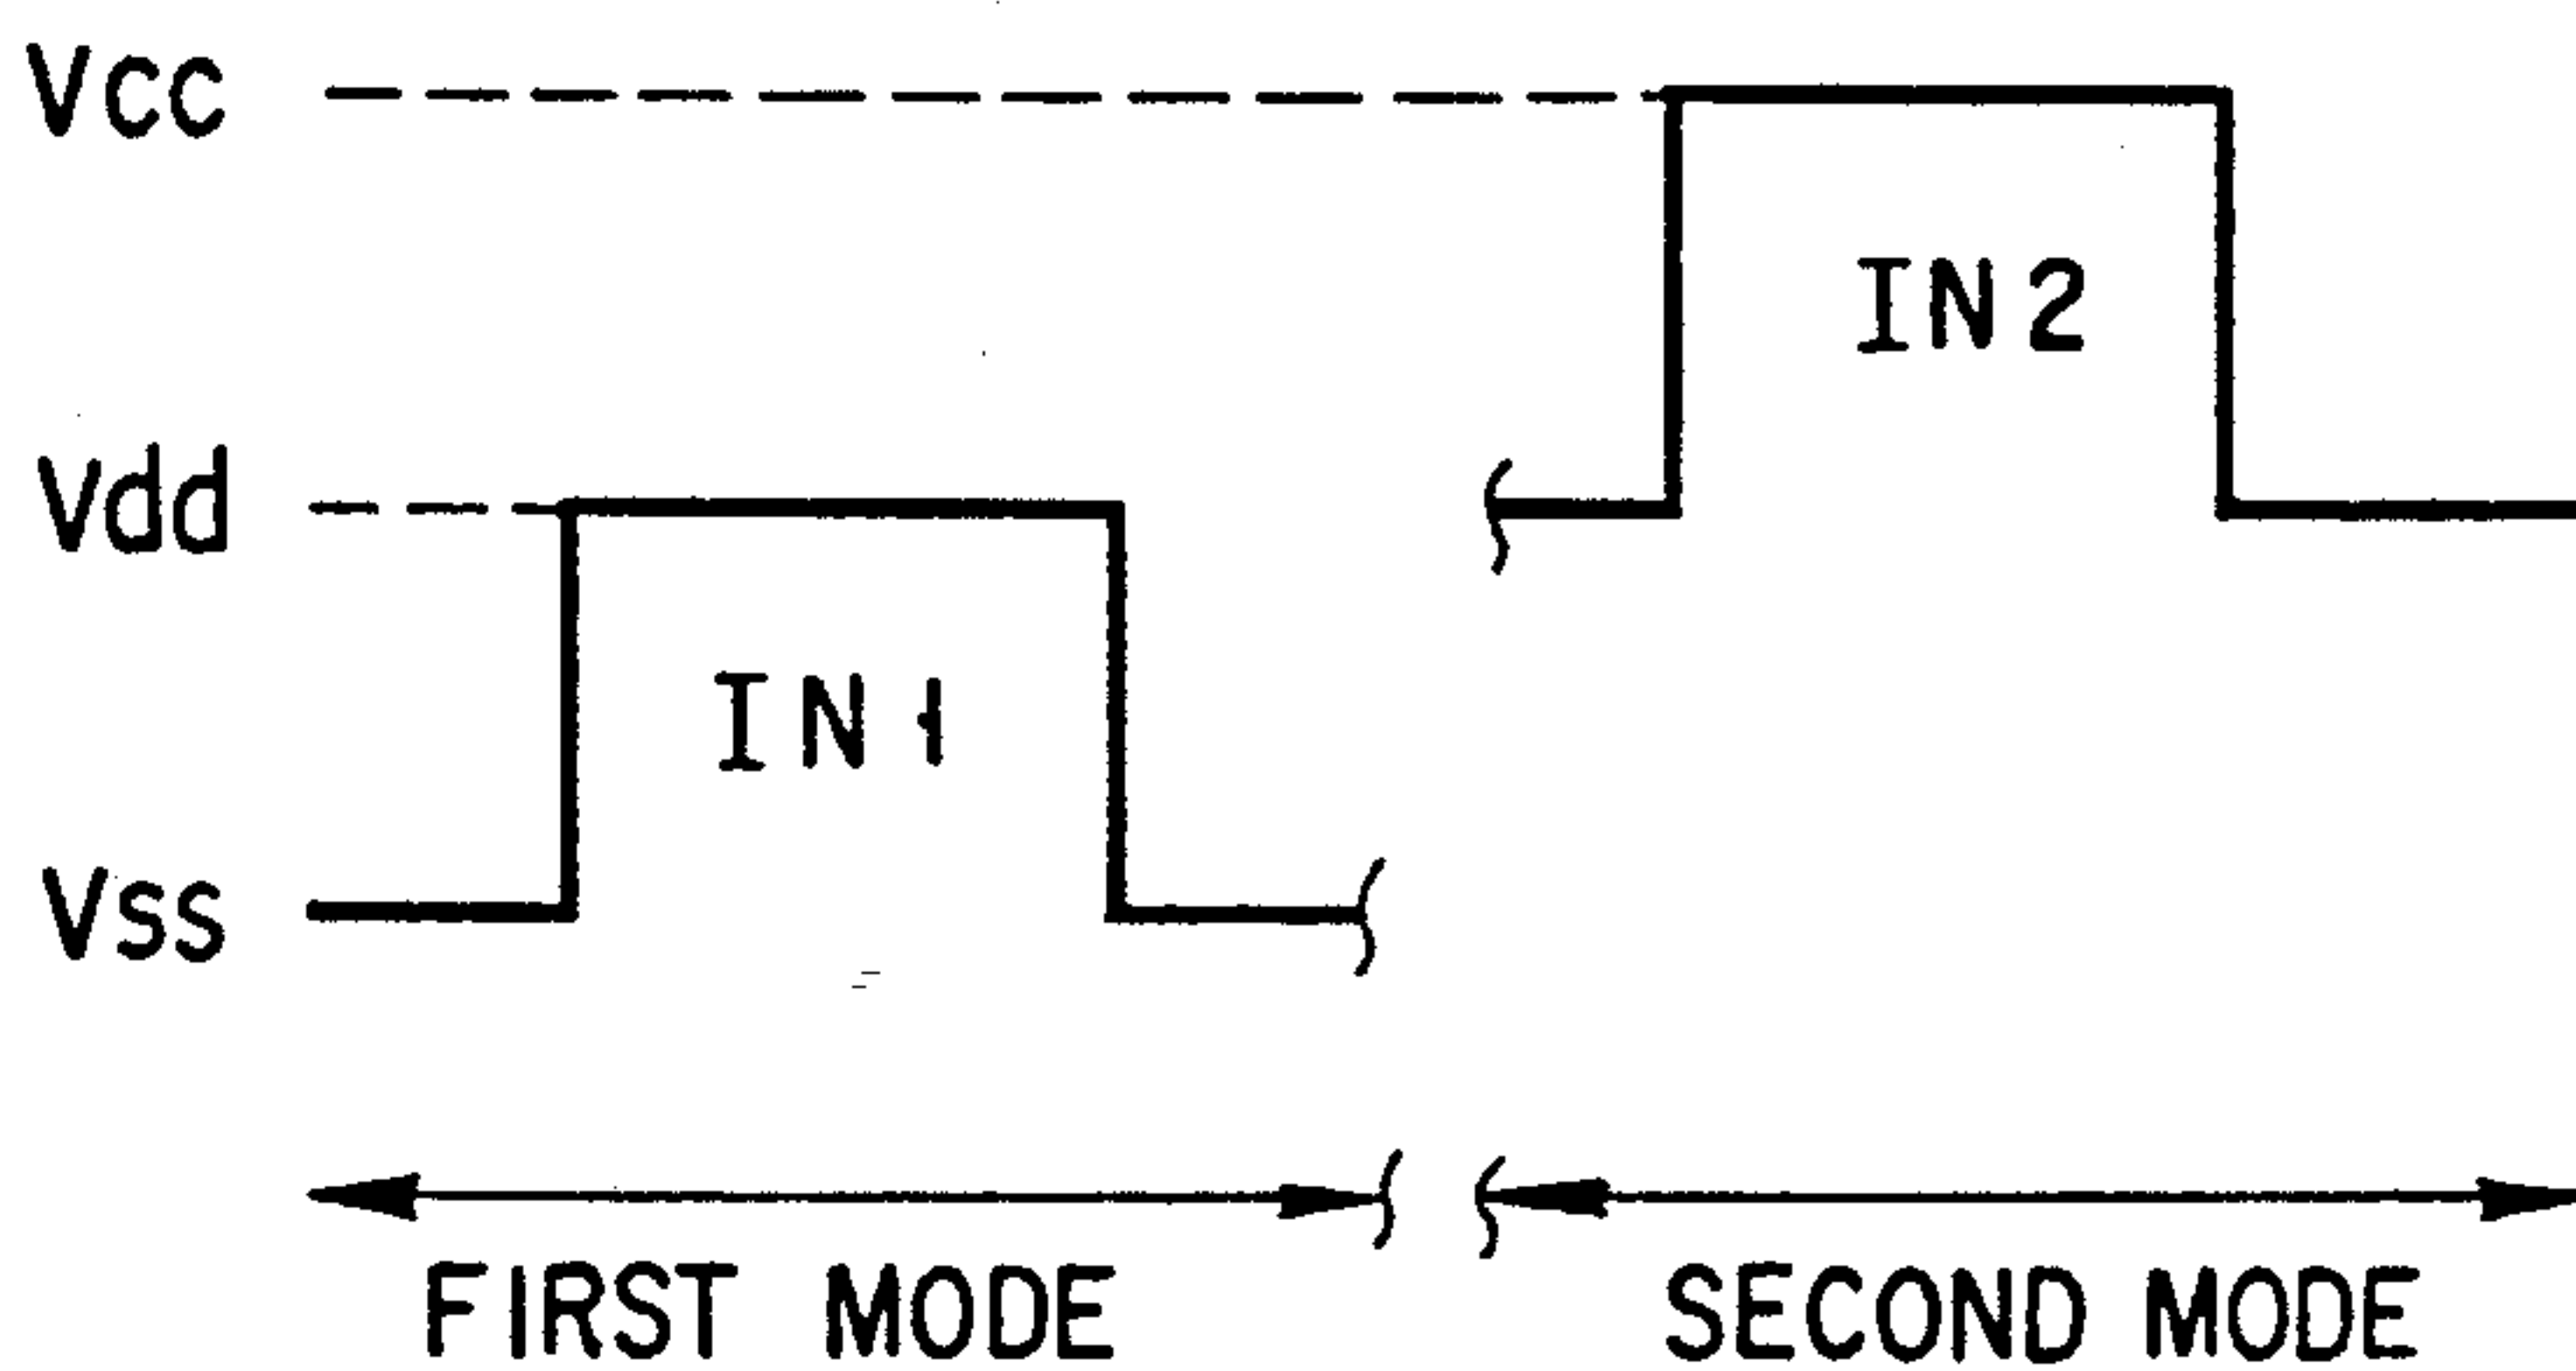 Vcc
IN2
Vdd
IN1
Vss
FIRST MODE
SECOND MODE